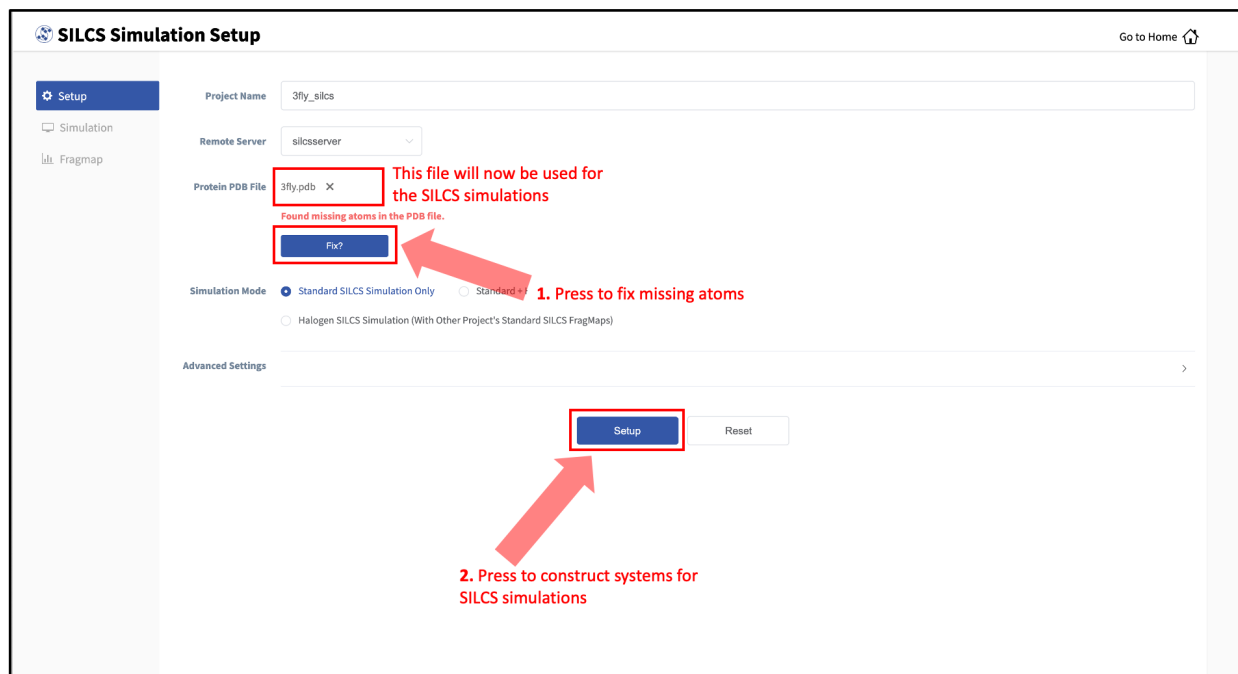 SILCS Simulation Setup
Go to Home
Setup
Simulation
Fragmap
Project Name
3fly_silcs
Remote Server
silcsserver
Protein PDB File
3fly.pdb
This file will now be used for
the SILCS simulations
Found missing atoms in the PDB file.
Fix?
Simulation Mode
Standard SILCS Simulation Only
Standard +
1. Press to fix missing atoms
Halogen SILCS Simulation (With Other Project's Standard SILCS FragMaps)
Advanced Settings
Setup
Reset
2. Press to construct systems for
SILCS simulations